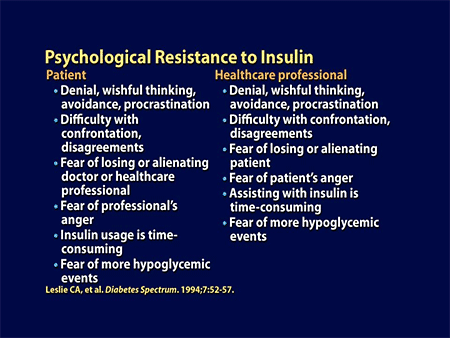 Psychological Resistance to Insulin
Patient
• Denial, wishful thinking,
avoidance, procrastination
• Difficulty with
confrontation,
disagreements
• Fear of losing or alienating
doctor or healthcare
professional
• Fear of professional's
anger
• Insulin usage is time-
consuming
• Fear of more hypoglycemic
events
Healthcare professional
• Denial, wishful thinking,
avoidance, procrastination
• Difficulty with confrontation,
disagreements
• Fear of losing or alienating
patient
• Fear of patient's anger
• Assisting with insulin is
time-consuming
• Fear of more hypoglycemic
events
Leslie CA, et al. Diabetes Spectrum. 1994;7:52-57.